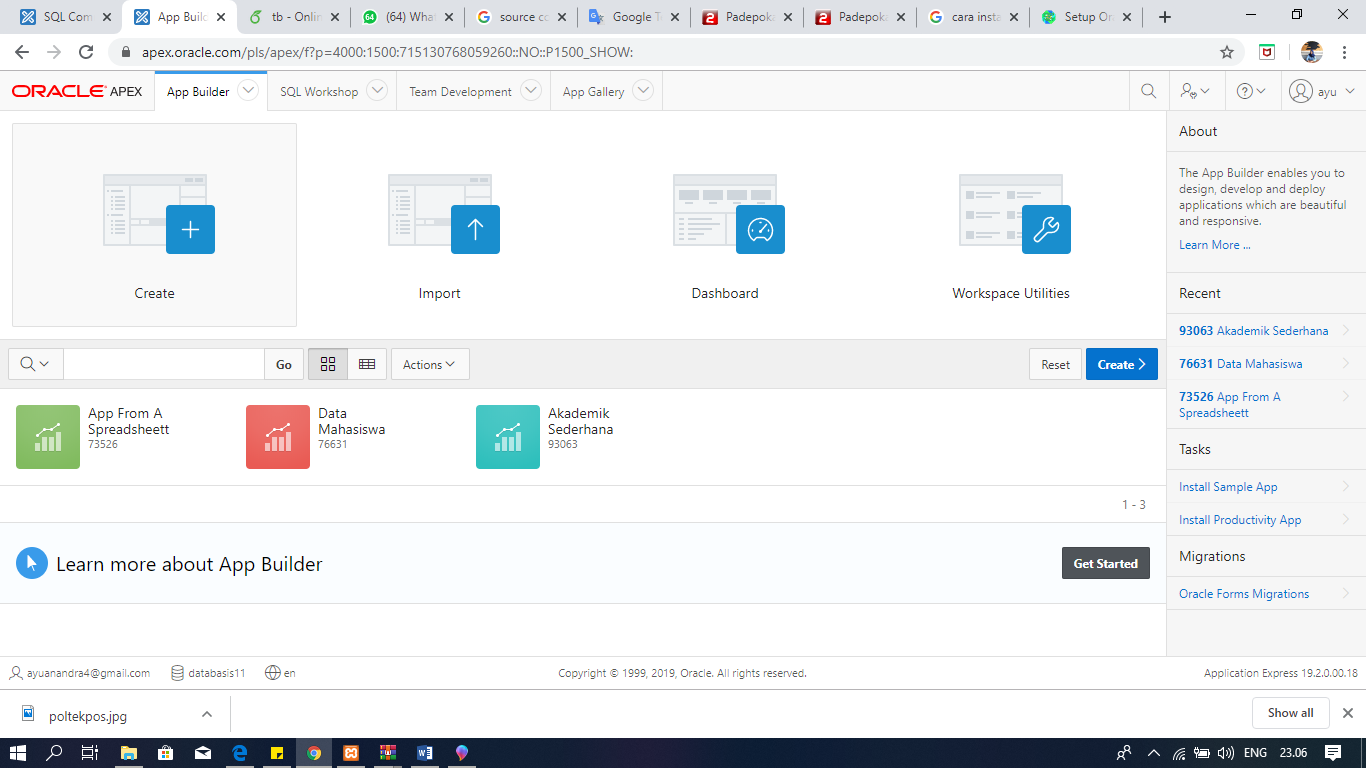 SQL Com
App Buil
tb - Onlin
(64) What
source co
Google T
Padepoka
Padepoka
cara insta
Setup Or
apex.oracle.com/pls/apex/f?p=4000:1500:715130768059260::NO::P1500_SHOW:
ORACLE APEX
App Builder
SQL Workshop
Team Development
App Gallery
ayu
Create
Import
Dashboard
Workspace Utilities
Go
Actions
Reset
Create
App From A
Spreadsheett
73526
Data
Mahasiswa
76631
Akademik
Sederhana
93063
1 - 3
Learn more about App Builder
Get Started
About
The App Builder enables you to
design, develop and deploy
applications which are beautiful
and responsive.
Learn More ...
Recent
93063 Akademik Sederhana
76631 Data Mahasiswa
73526 App From A
Spreadsheett
Tasks
Install Sample App
Install Productivity App
Migrations
Oracle Forms Migrations
ayuanandra4@gmail.com
databasis11
en
Copyright © 1999, 2019, Oracle. All rights reserved.
Application Express 19.2.0.00.18
poltekpos.jpg
Show all
ENG
23.06